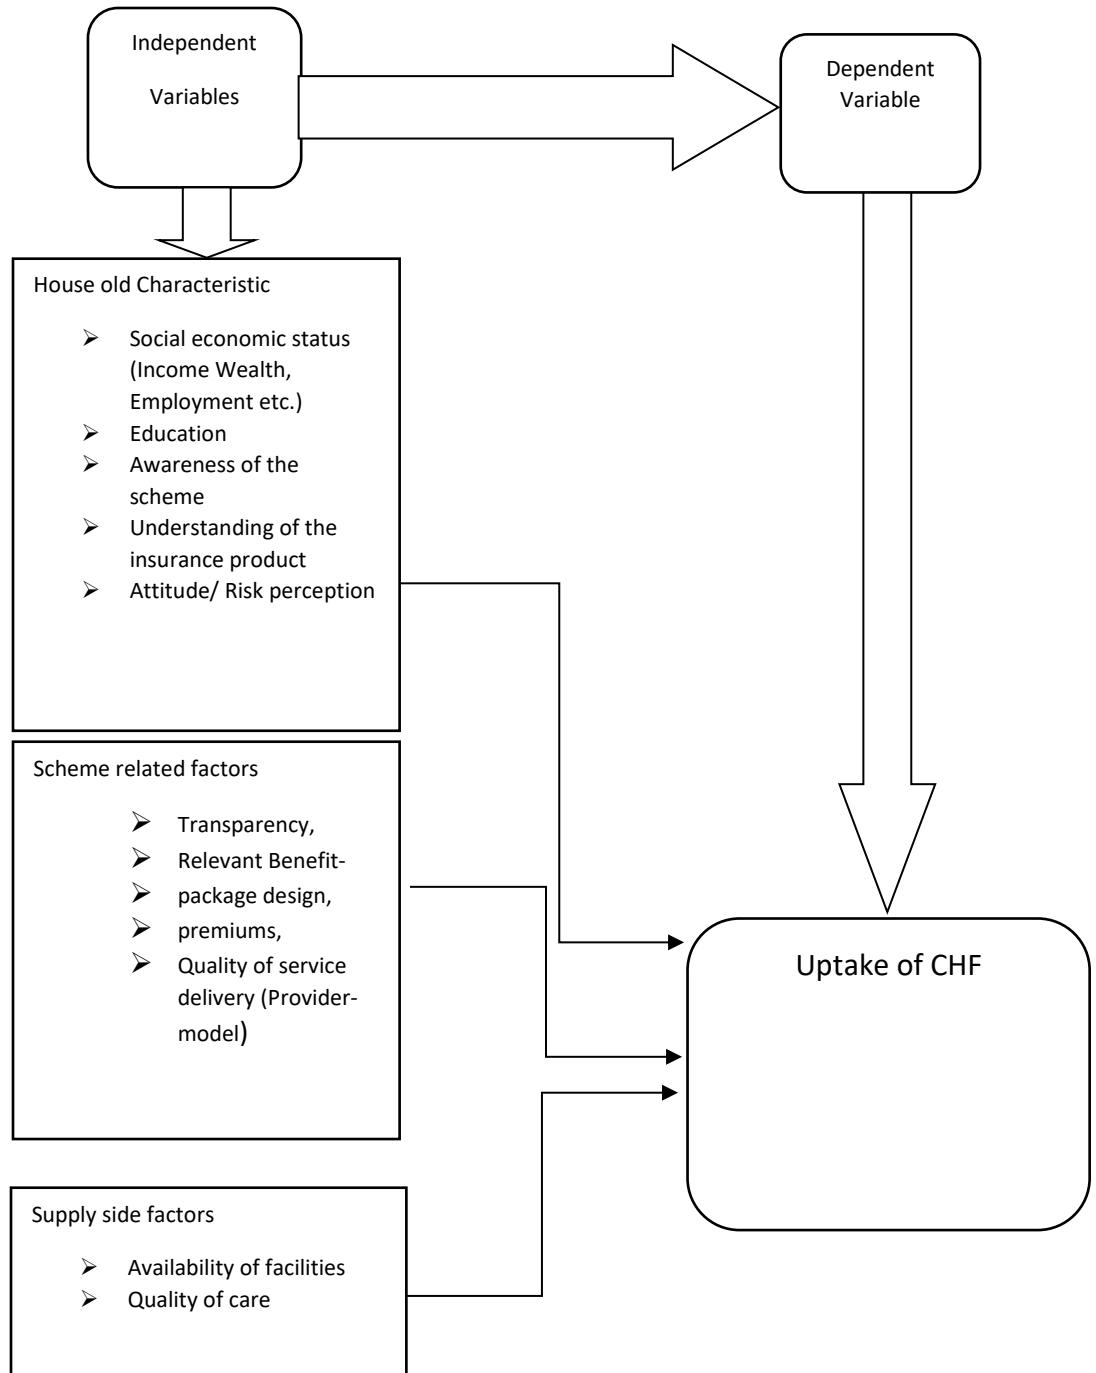 Independent
Variables
Dependent
Variable
House old Characteristic
➢ Social economic status
(Income Wealth,
Employment etc.)
➢ Education
➢ Awareness of the
scheme
➢ Understanding of the
insurance product
➢ Attitude/ Risk perception
Scheme related factors
➢ Transparency,
➢ Relevant Benefit-
➢ package design,
➢ premiums,
➢ Quality of service
delivery (Provider-
model)
Uptake of CHF
Supply side factors
➢ Availability of facilities
➢ Quality of care